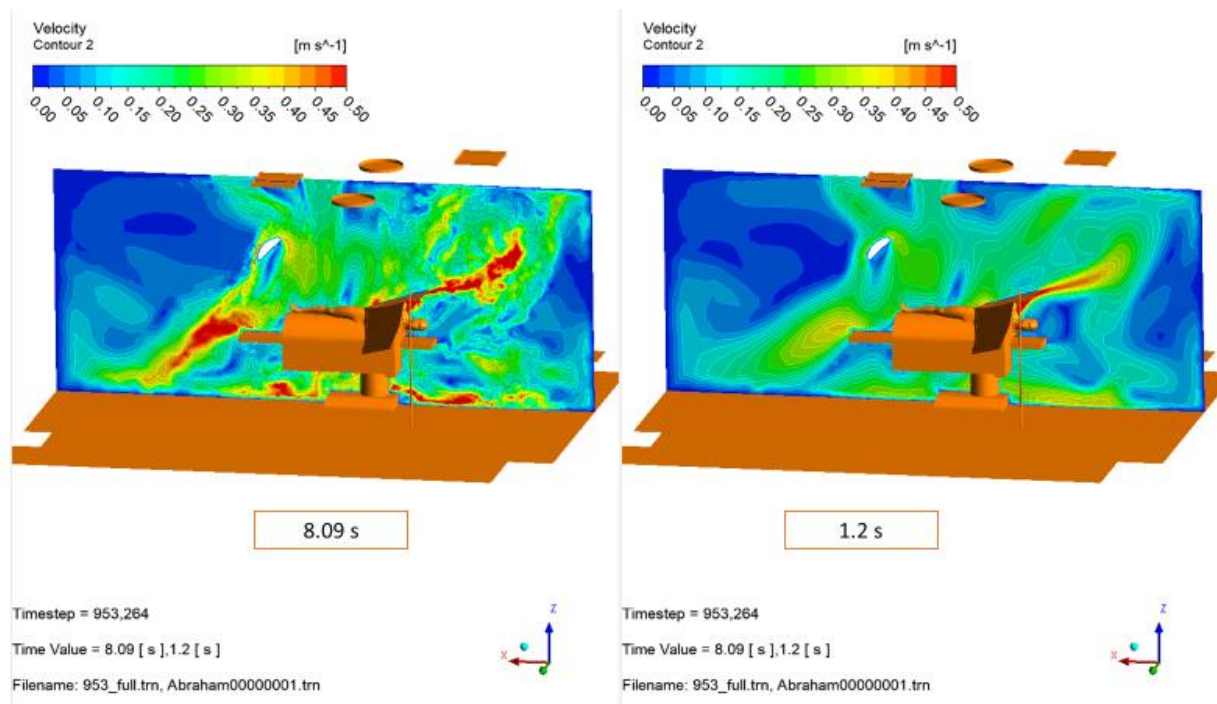 Velocity
Contour 2 [m s^-1]
0.00 0.05 0.10 0.15 0.20 0.25 0.30 0.35 0.40 0.45 0.50
8.09 s
Timestep = 953,264
Z
Time Value = 8.09 [ s ],1.2 [ s ]
X
Filename: 953_full.trn, Abraham00000001.trn
Velocity
Contour 2 [m s^-1]
0.00 0.05 0.10 0.15 0.20 0.25 0.30 0.35 0.40 0.45 0.50
1.2 s
Timestep = 953,264
Z
Time Value = 8.09 [ s ],1.2 [ s ]
X
Filename: 953_full.trn, Abraham00000001.trn